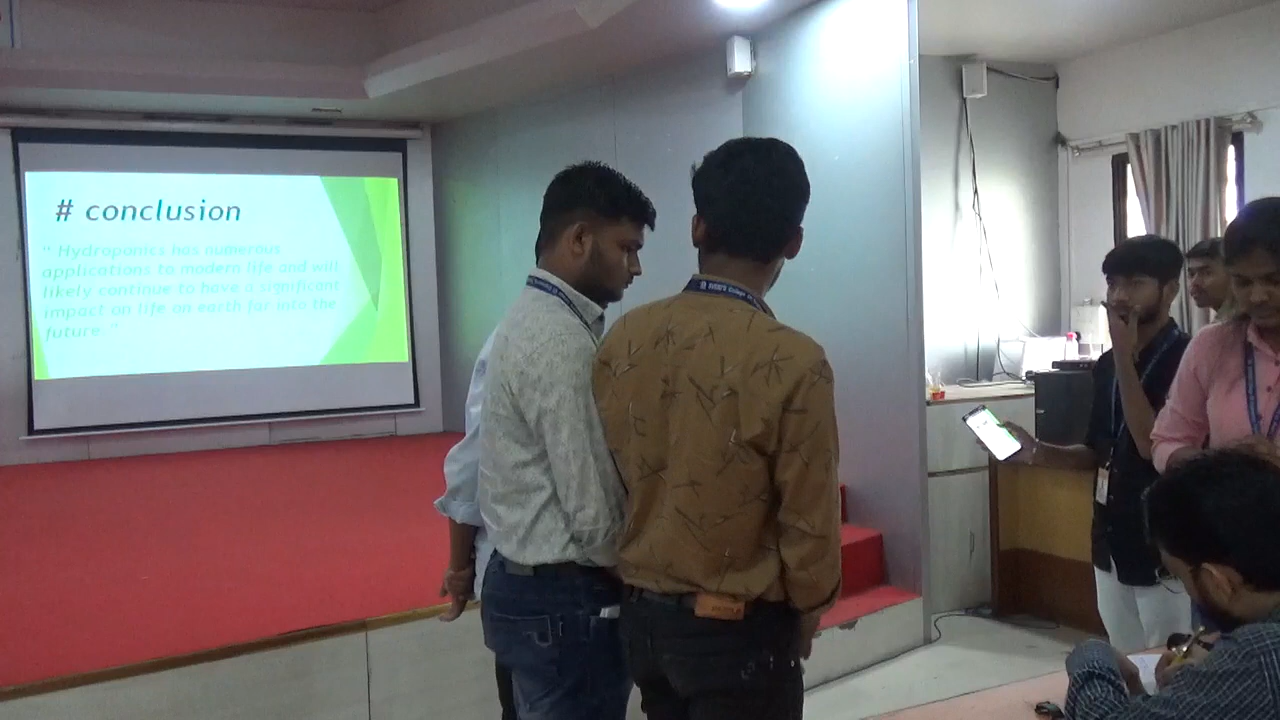 # conclusion
" Hydroponics has numerous
applications to modern life and will
likely continue to have a significant
impact on life on earth far into the
future. "
College